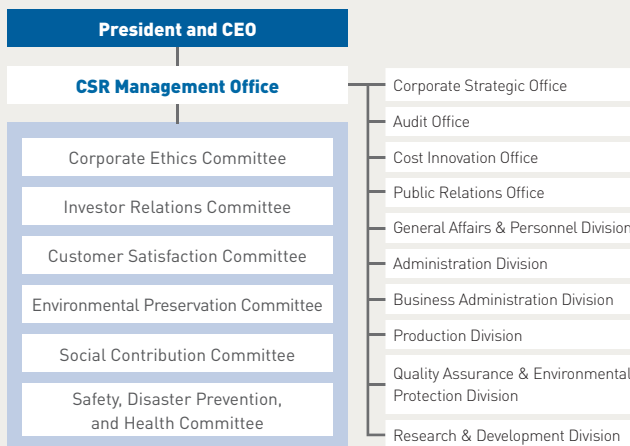 President and CEO
CSR Management Office
Corporate Ethics Committee
Investor Relations Committee
Customer Satisfaction Committee
Environmental Preservation Committee
Social Contribution Committee
Safety, Disaster Prevention,
and Health Committee
Corporate Strategic Office
Audit Office
Cost Innovation Office
Public Relations Office
General Affairs & Personnel Division
Administration Division
Business Administration Division
Production Division
Quality Assurance & Environmental
Protection Division
Research & Development Division